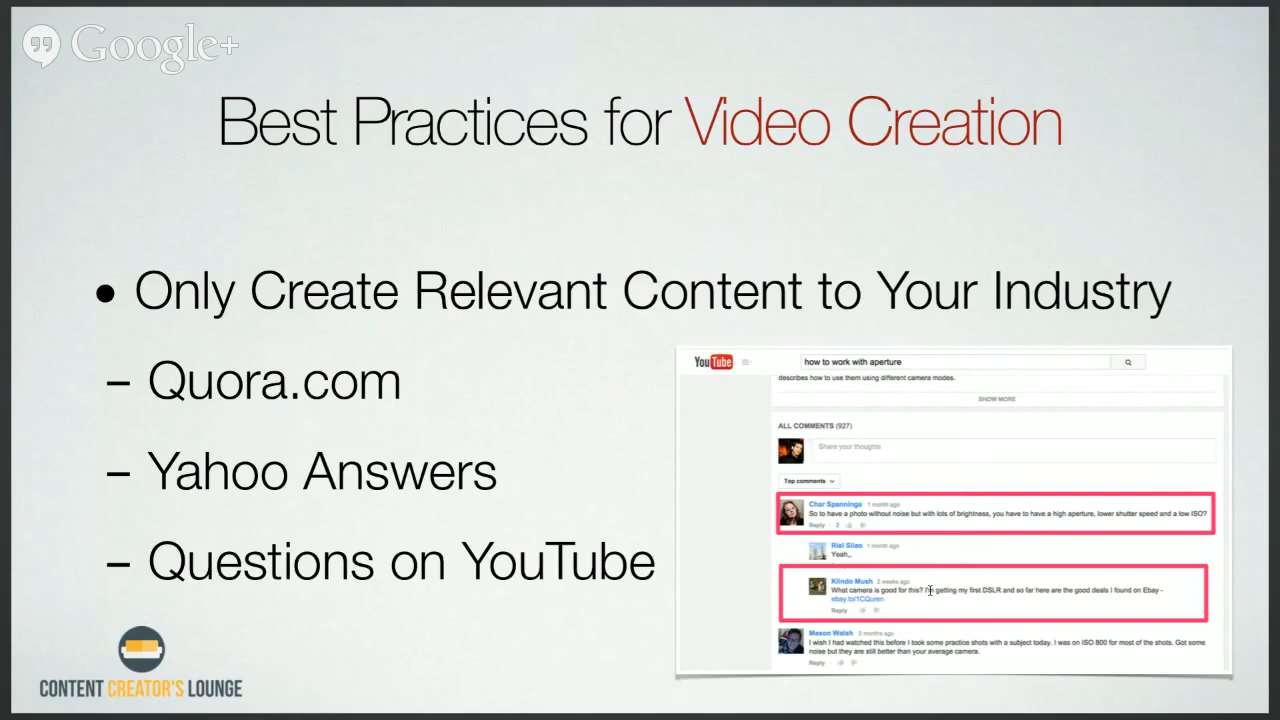 Google+
Best Practices for Video Creation
• Only Create Relevant Content to Your Industry
– Quora.com
– Yahoo Answers
– Questions on YouTube
YouTube
how to work with aperture
describes how to use them using different camera modes.
SHOW MORE
ALL COMMENTS (927)
Share your thoughts
Top comments
Char Spanninga 1 month ago
So to have a photo without noise but with lots of brightness, you have to have a high aperture, lower shutter speed and a low ISO?
Reply · 2
Riel Silao 1 month ago
Yeah,,
Klindo Mush 2 weeks ago
What camera is good for this? I'm getting my first DSLR and so far here are the good deals I found on Ebay -
ebay.to/1CQuren
Reply
Mason Walsh 2 months ago
I wish I had watched this before I took some practice shots with a subject today. I was on ISO 800 for most of the shots. Got some
noise but they are still better than your average camera.
Reply
CONTENT CREATOR'S LOUNGE